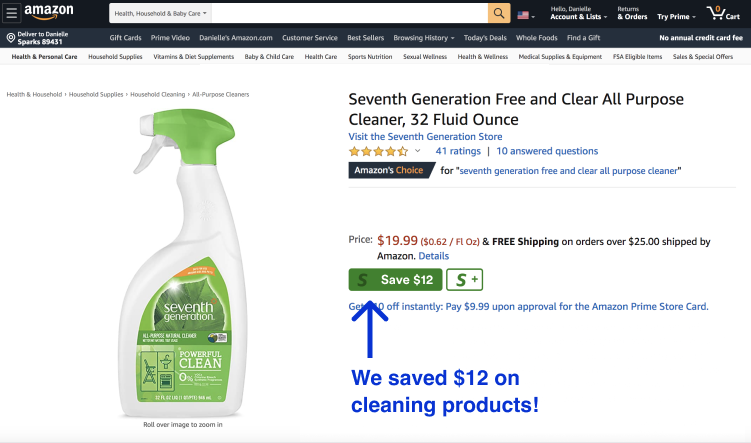 amazon
Health, Household & Baby Care
Hello, Danielle
Account & Lists
Returns
& Orders
Try Prime
0
Cart
Deliver to Danielle
Sparks 89431
Gift Cards Prime Video Danielle's Amazon.com Customer Service Best Sellers Browsing History Today's Deals Whole Foods Find a Gift
No annual credit card fee
Health & Personal Care Household Supplies Vitamins & Diet Supplements Baby & Child Care Health Care Sports Nutrition Sexual Wellness Health & Wellness Medical Supplies & Equipment FSA Eligible Items Sales & Special Offers
Health & Household › Household Supplies › Household Cleaning › All-Purpose Cleaners
Seventh Generation Free and Clear All Purpose
Cleaner, 32 Fluid Ounce
Visit the Seventh Generation Store
41 ratings | 10 answered questions
Amazon's Choice for "seventh generation free and clear all purpose cleaner"
Price: $19.99 ($0.62 / Fl Oz) & FREE Shipping on orders over $25.00 shipped by
Amazon. Details
S Save $12 S +
0 off instantly: Pay $9.99 upon approval for the Amazon Prime Store Card.
We saved $12 on
cleaning products!
seventh
generation
ALL-PURPOSE NATURAL CLEANER
POWERFUL
CLEAN
0%
Roll over image to zoom in